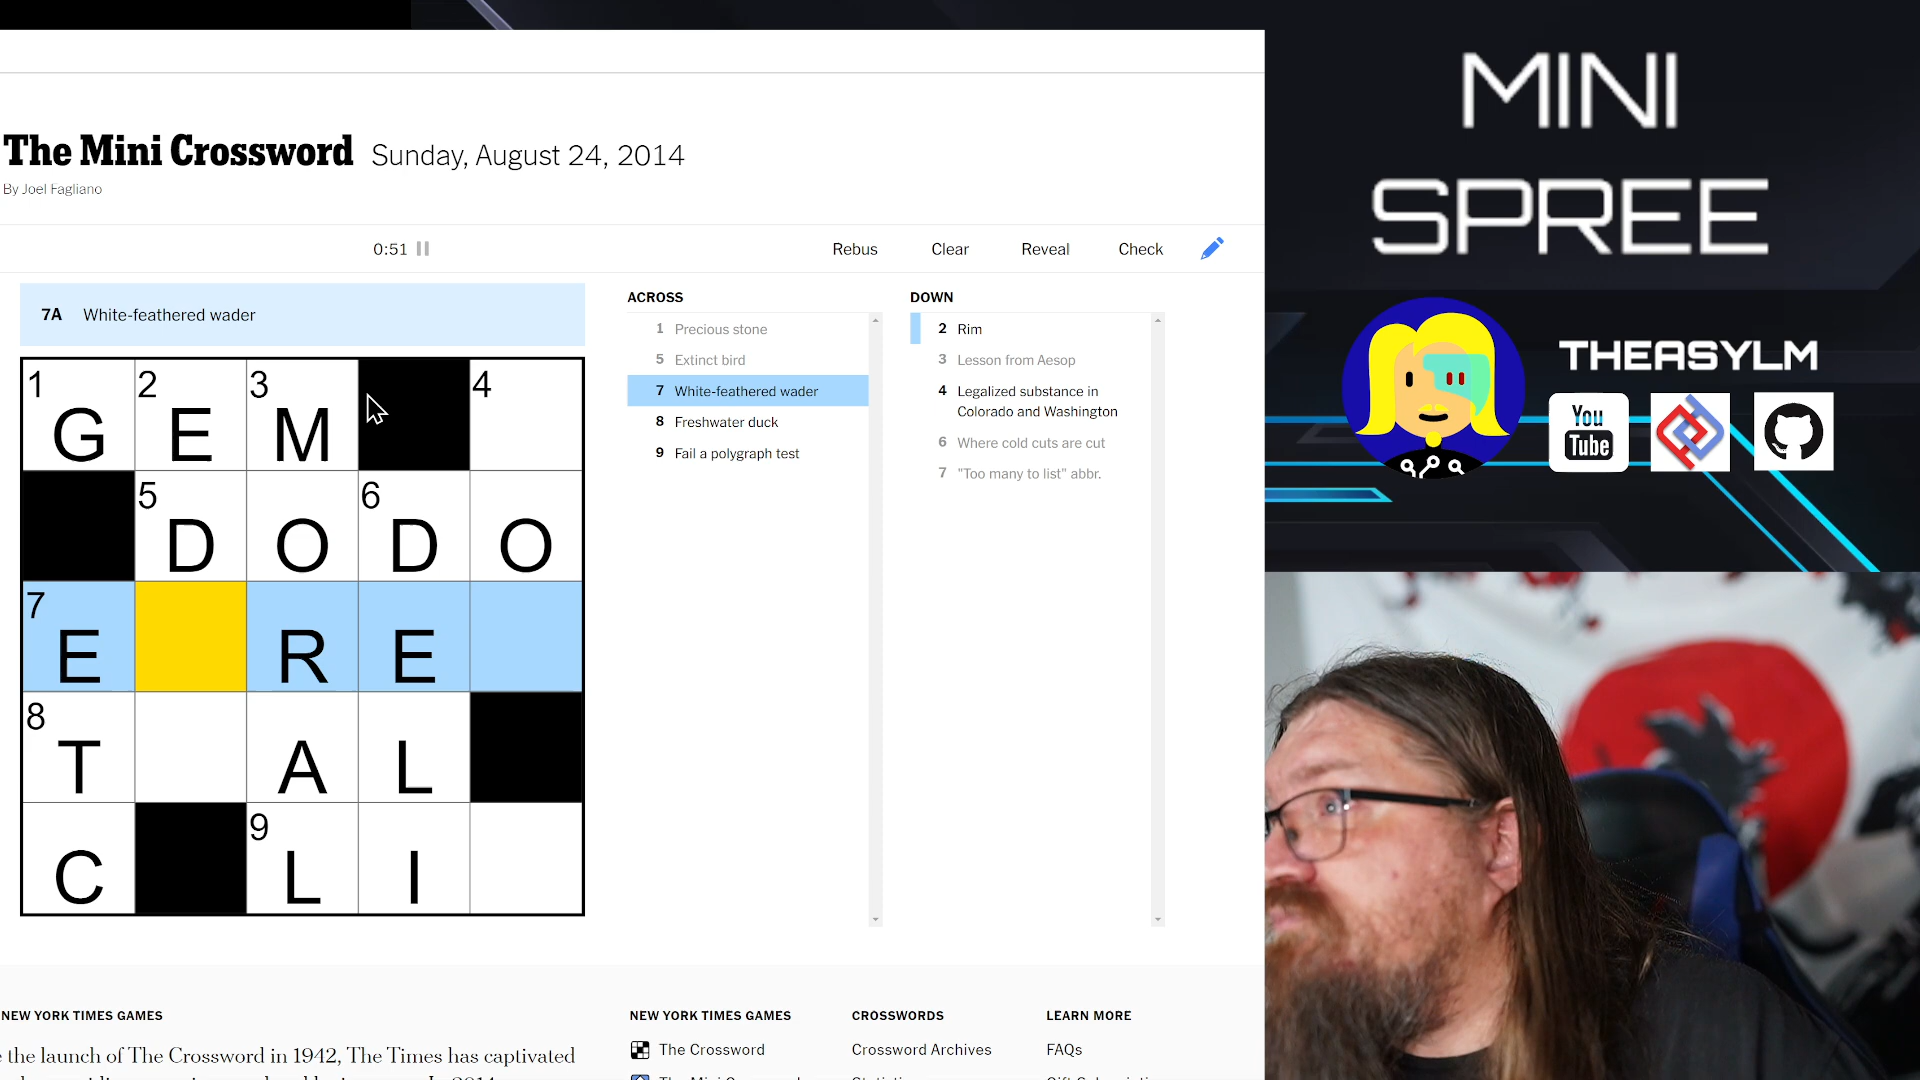 MINI
SPREE
The Mini Crossword Sunday, August 24, 2014
By Joel Fagliano
0:51
Rebus Clear Reveal Check
7A White-feathered wader
ACROSS
1 Precious stone
5 Extinct bird
7 White-feathered wader
8 Freshwater duck
9 Fail a polygraph test
DOWN
2 Rim
3 Lesson from Aesop
4 Legalized substance in
Colorado and Washington
6 Where cold cuts are cut
7 "Too many to list" abbr.
1 G 2 E 3 M 4
5 D O 6 D O
7 E R E
8 T A L
C 9 L I
THEASYLM
You
Tube
NEW YORK TIMES GAMES
the launch of The Crossword in 1942, The Times has captivated
NEW YORK TIMES GAMES
The Crossword
CROSSWORDS
Crossword Archives
LEARN MORE
FAQs